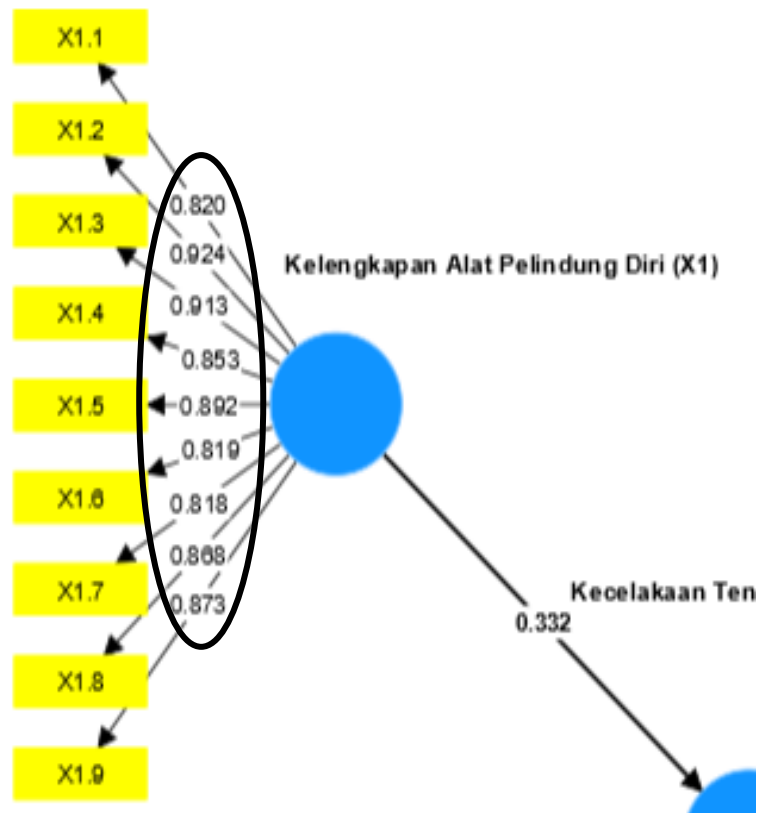 X1.1
X1.2
X1.3
X1.4
X1.5
X1.6
X1.7
X1.8
X1.9
0.820
0.924
0.913
0.853
0.892
0.819
0.818
0.868
0.873
Kelengkapan Alat Pelindung Diri (X1)
Kecelakaan Ten
0.332